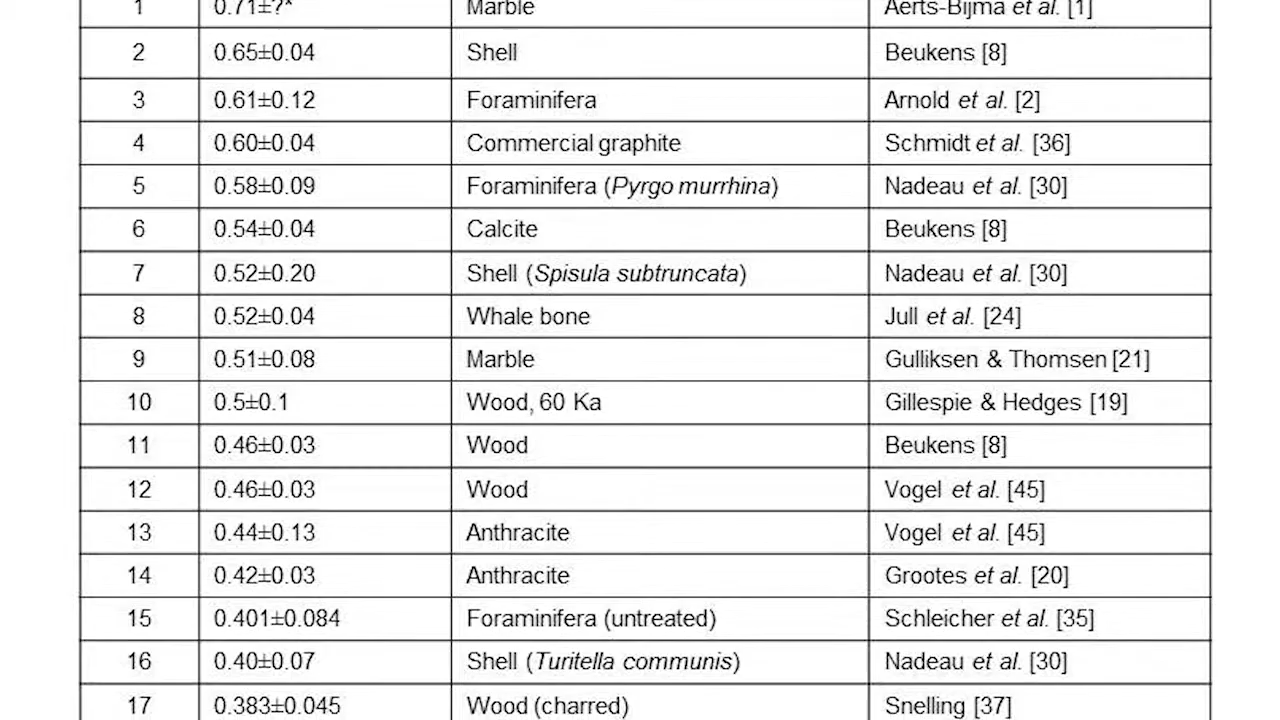 1 0.71±?* Marble Aerts-Bijma et al. [1]
2 0.65±0.04 Shell Beukens [8]
3 0.61±0.12 Foraminifera Arnold et al. [2]
4 0.60±0.04 Commercial graphite Schmidt et al. [36]
5 0.58±0.09 Foraminifera (Pyrgo murrhina) Nadeau et al. [30]
6 0.54±0.04 Calcite Beukens [8]
7 0.52±0.20 Shell (Spisula subtruncata) Nadeau et al. [30]
8 0.52±0.04 Whale bone Jull et al. [24]
9 0.51±0.08 Marble Gulliksen & Thomsen [21]
10 0.5±0.1 Wood, 60 Ka Gillespie & Hedges [19]
11 0.46±0.03 Wood Beukens [8]
12 0.46±0.03 Wood Vogel et al. [45]
13 0.44±0.13 Anthracite Vogel et al. [45]
14 0.42±0.03 Anthracite Grootes et al. [20]
15 0.401±0.084 Foraminifera (untreated) Schleicher et al. [35]
16 0.40±0.07 Shell (Turitella communis) Nadeau et al. [30]
17 0.383±0.045 Wood (charred) Snelling [37]